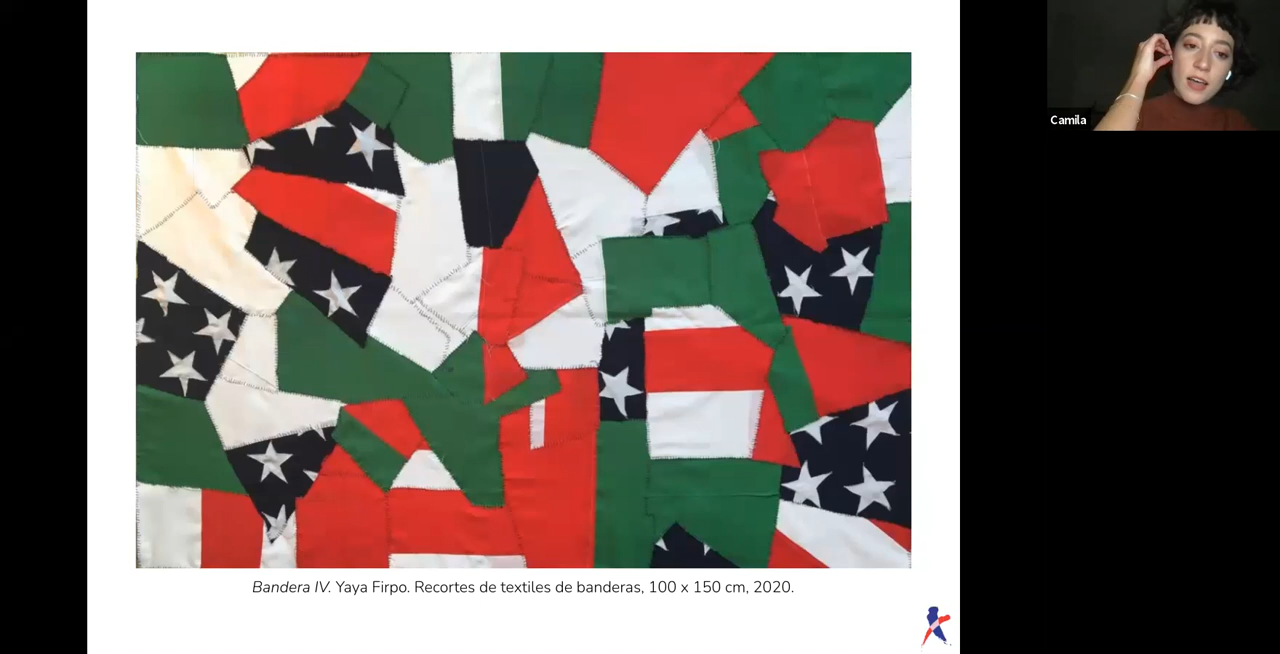 Camila
Bandera IV. Yaya Firpo. Recortes de textiles de banderas, 100 x 150 cm, 2020.